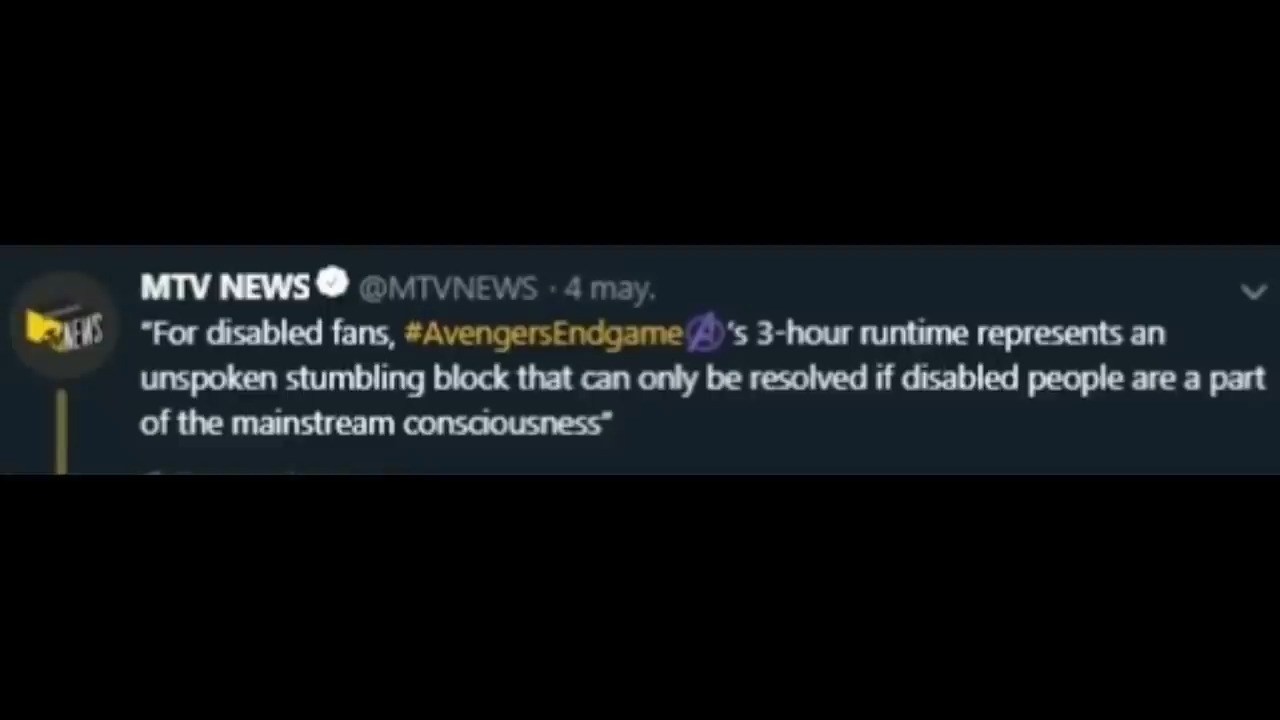 MTV NEWS @MTVNEWS · 4 may.
"For disabled fans, #AvengersEndgame's 3-hour runtime represents an
unspoken stumbling block that can only be resolved if disabled people are a part
of the mainstream consciousness"
NEWS